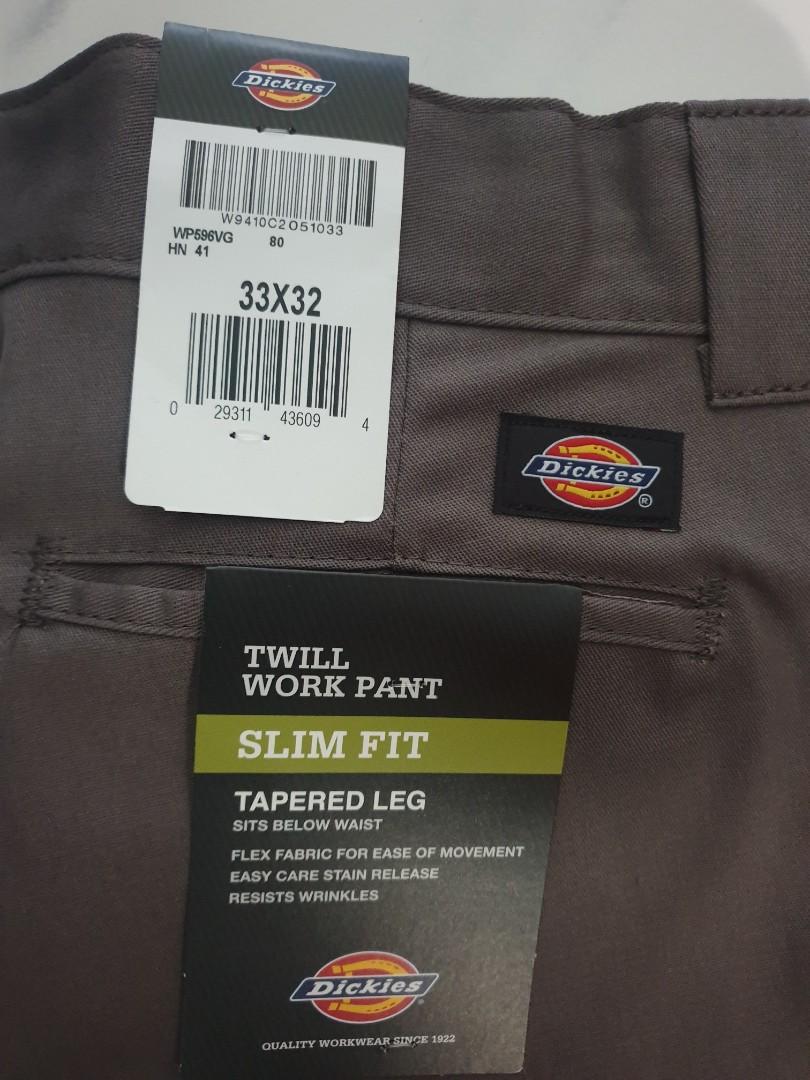 Dickies
W9410C2051033
WP596VG 80
HN 41
33X32
0 29311 43609 4
Dickies
®
TWILL
WORK PANT
SLIM FIT
TAPERED LEG
SITS BELOW WAIST
FLEX FABRIC FOR EASE OF MOVEMENT
EASY CARE STAIN RELEASE
RESISTS WRINKLES
Dickies
QUALITY WORKWEAR SINCE 1922